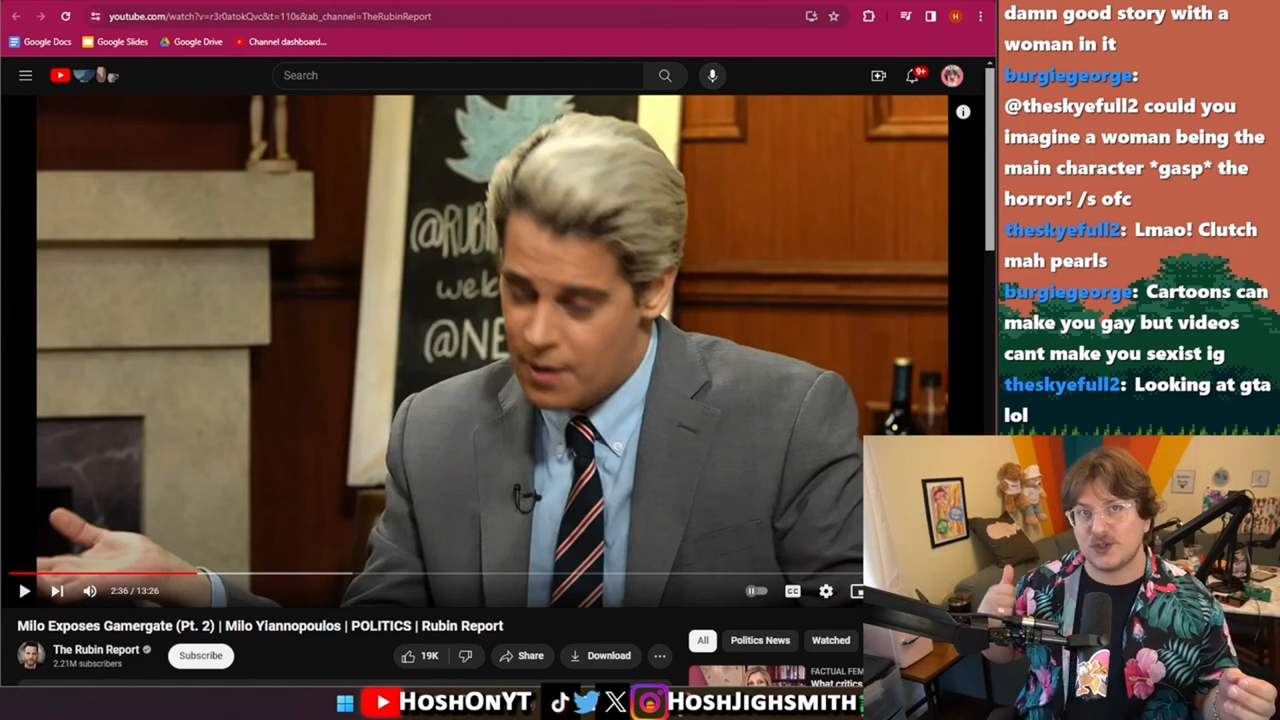 youtube.com/watch?v=r3r0atokQvc&t=110s&ab_channel=TheRubinReport
H
Google Docs
Google Slides
Google Drive
Channel dashboard...
Search
9+
@RUBI
welc
@NE
2:36 / 13:26
CC
Milo Exposes Gamergate (Pt. 2) | Milo Yiannopoulos | POLITICS | Rubin Report
The Rubin Report
2.21M subscribers
Subscribe
19K
Share
Download
All
Politics News
Watched
FACTUAL FEM
What critics
damn good story with a
woman in it
burgiegeorge:
@theskyefull2 could you
imagine a woman being the
main character *gasp* the
horror! /s ofc
theskyefull2: Lmao! Clutch
mah pearls
burgiegeorge: Cartoons can
make you gay but videos
cant make you sexist ig
theskyefull2: Looking at gta
lol
HoshOnYT
HoshJighsmith